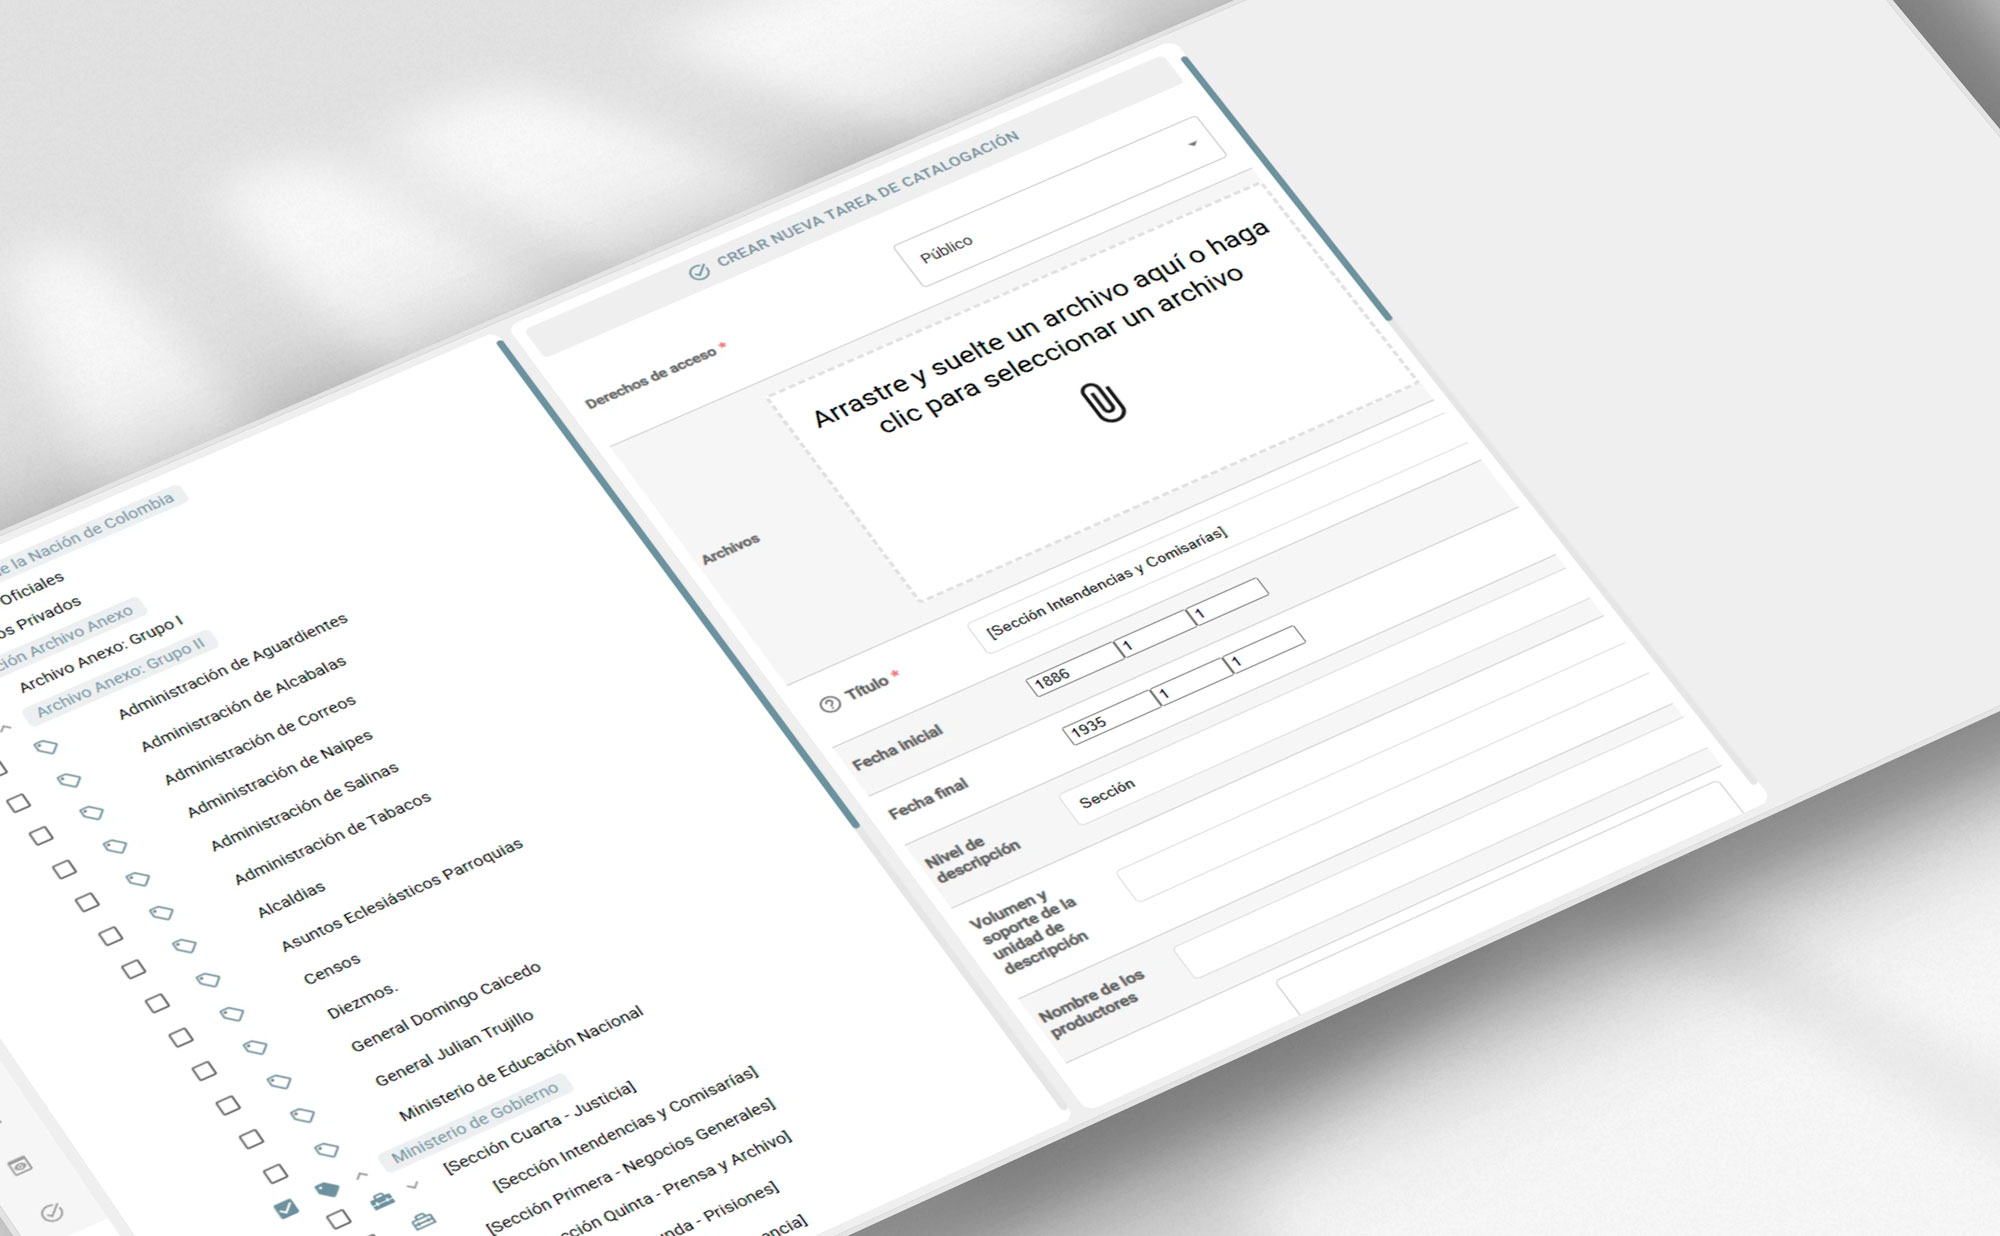 e la Nación de Colombia
Oficiales
os Privados
ción Archivo Anexo
Archivo Anexo: Grupo I
Archivo Anexo: Grupo II
Administración de Aguardientes
Administración de Alcabalas
Administración de Correos
Administración de Naipes
Administración de Salinas
Administración de Tabacos
Alcaldias
Asuntos Eclesiásticos Parroquias
Censos
Diezmos.
General Domingo Caicedo
General Julian Trujillo
Ministerio de Educación Nacional
Ministerio de Gobierno
[Sección Cuarta - Justicia]
[Sección Intendencias y Comisarías]
[Sección Primera - Negocios Generales]
cción Quinta - Prensa y Archivo]
nda - Prisiones]
encia]
CREAR NUEVA TAREA DE CATALOGACIÓN
Derechos de acceso *
Público
Archivos
Arrastre y suelte un archivo aquí o haga
clic para seleccionar un archivo
Título *
[Sección Intendencias y Comisarías]
Fecha inicial
1886 1 1
Fecha final
1935 1 1
Nivel de
descripción
Sección
Volumen y
soporte de la
unidad de
descripción
Nombre de los
productores